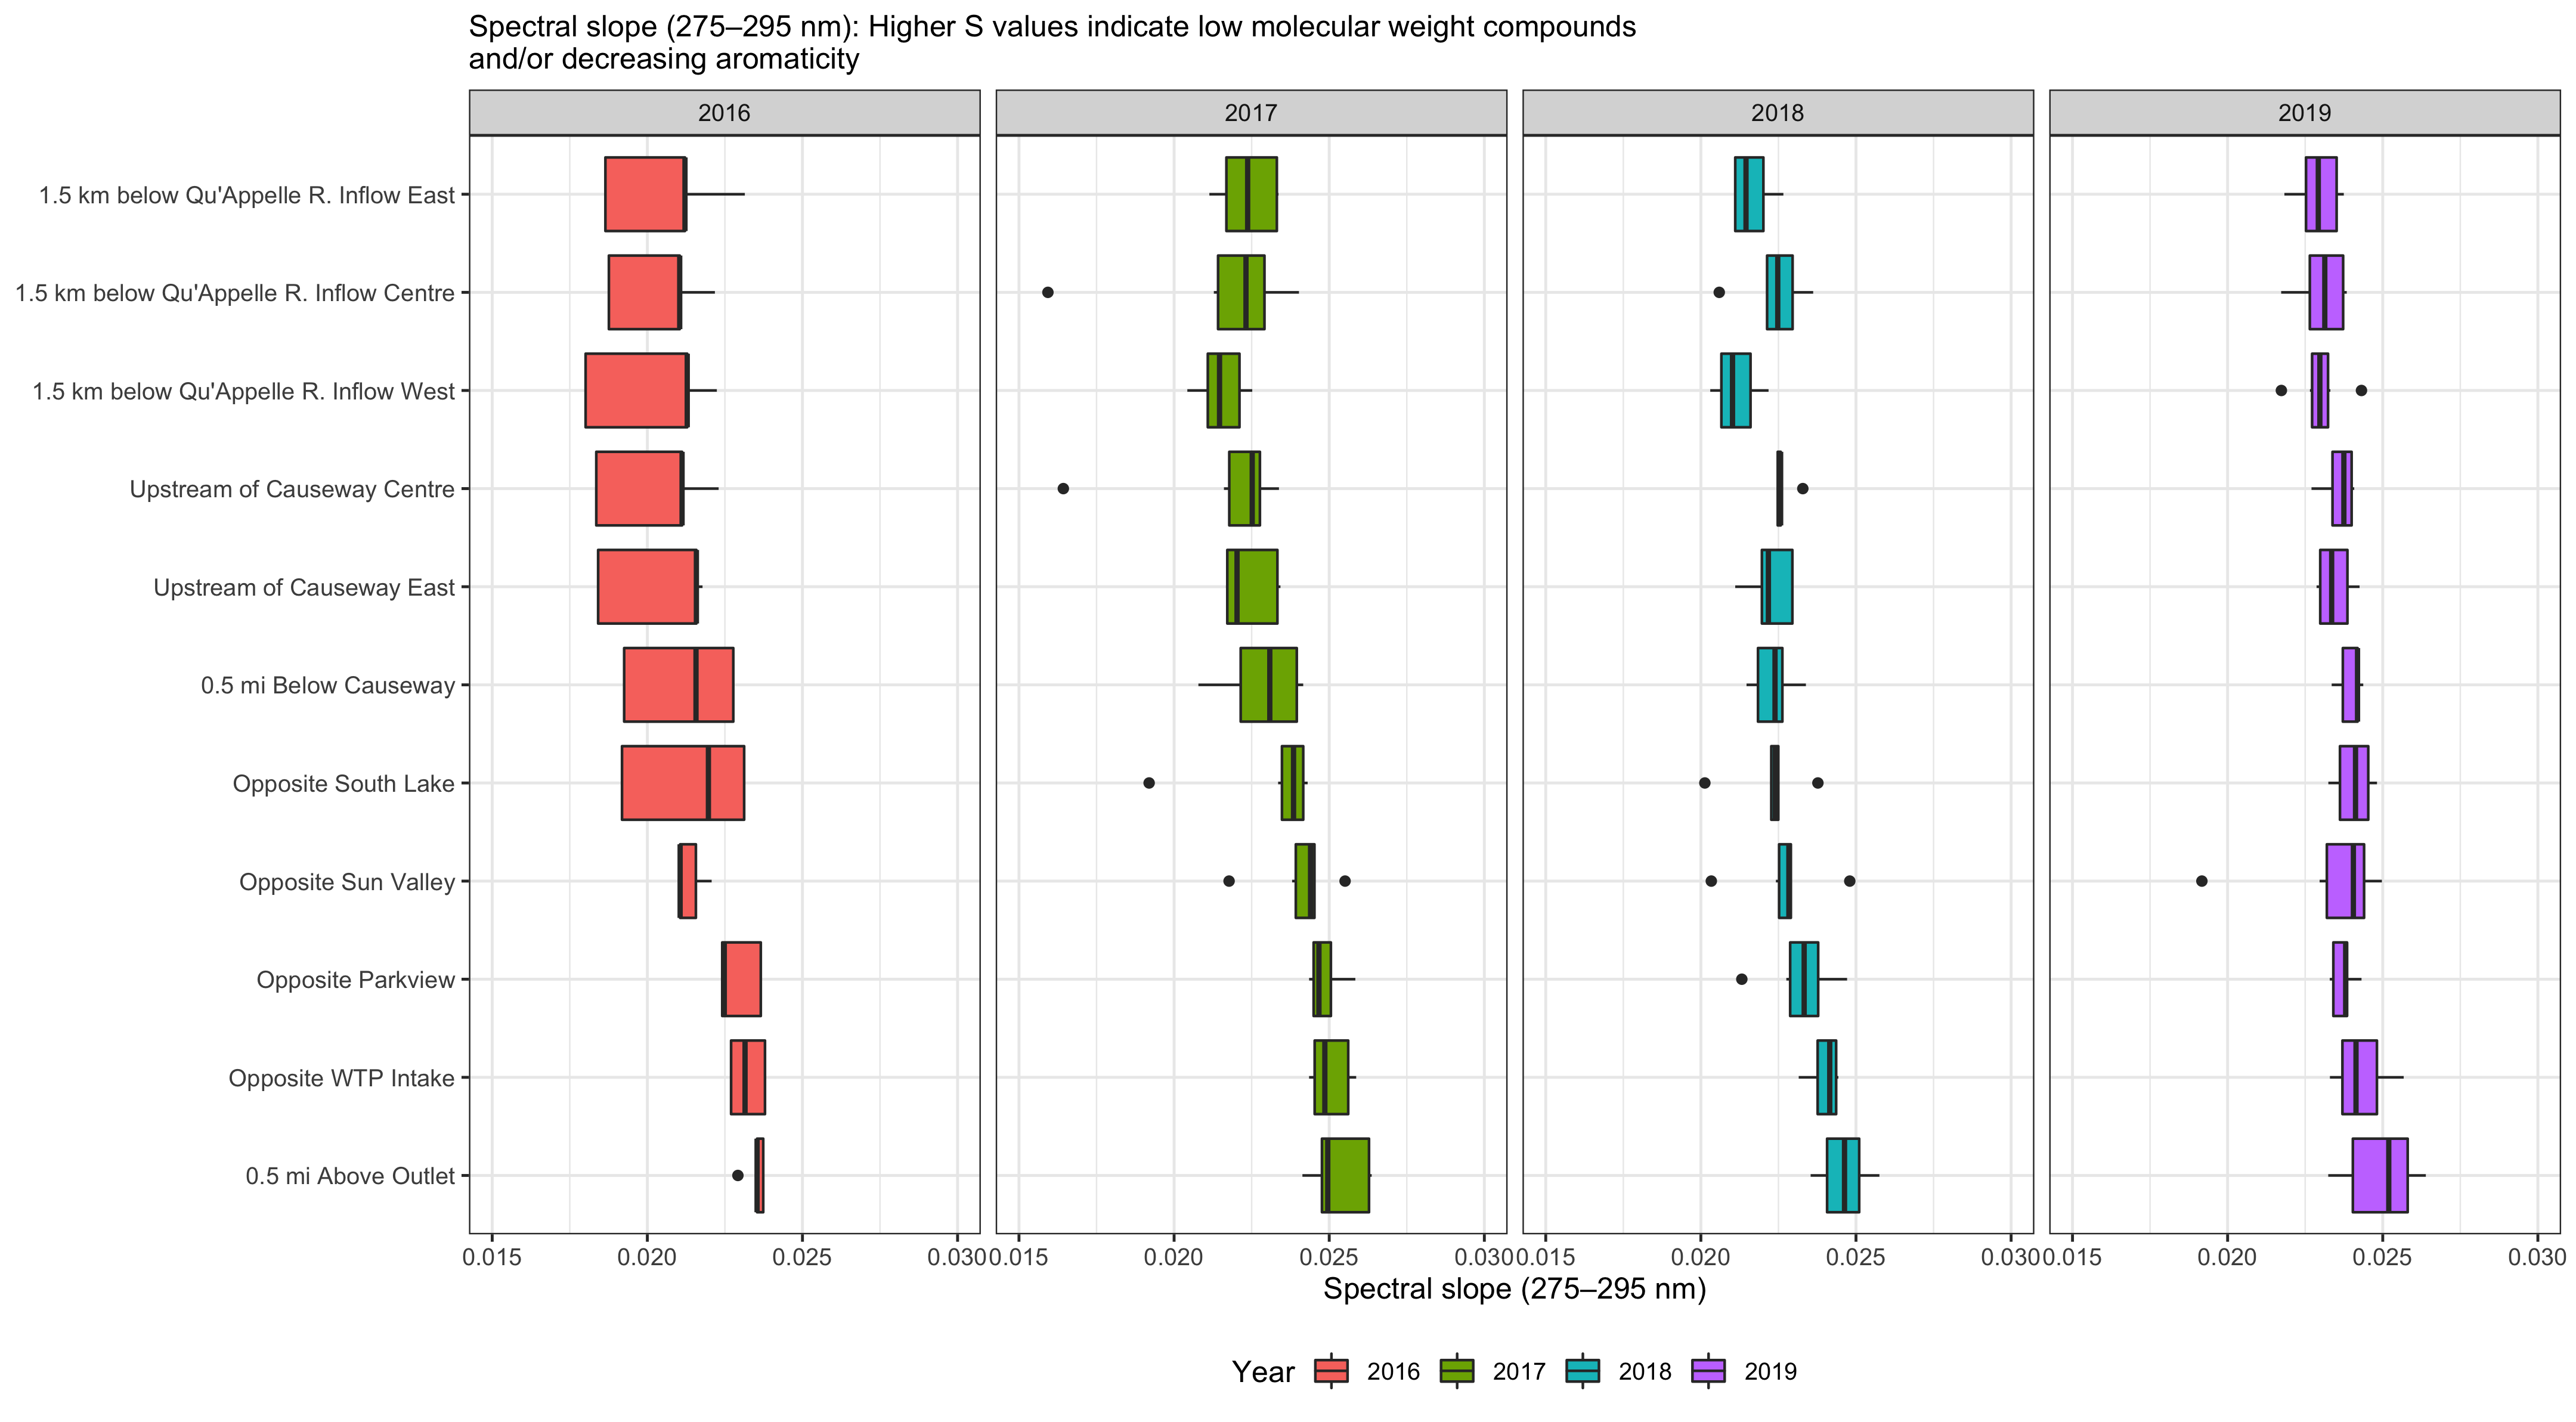 Spectral slope (275–295 nm): Higher S values indicate low molecular weight compounds
and/or decreasing aromaticity
2016 2017 2018 2019
1.5 km below Qu'Appelle R. Inflow East
1.5 km below Qu'Appelle R. Inflow Centre
1.5 km below Qu'Appelle R. Inflow West
Upstream of Causeway Centre
Upstream of Causeway East
0.5 mi Below Causeway
Opposite South Lake
Opposite Sun Valley
Opposite Parkview
Opposite WTP Intake
0.5 mi Above Outlet
0.015 0.020 0.025 0.030 0.015 0.020 0.025 0.030 0.015 0.020 0.025 0.030 0.015 0.020 0.025 0.030
Spectral slope (275–295 nm)
Year 2016 2017 2018 2019